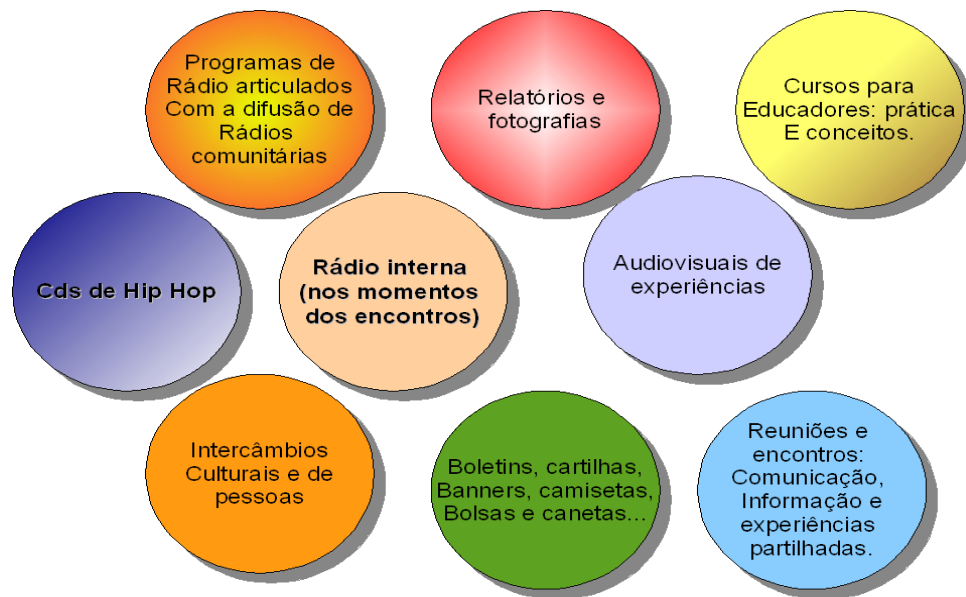 Programas de
Rádio articulados
Com a difusão de
Rádios
comunitárias
Relatórios e
fotografias
Cursos para
Educadores: prática
E conceitos.
Cds de Hip Hop
Rádio interna
(nos momentos
dos encontros)
Audiovisuais de
experiências
Intercâmbios
Culturais e de
pessoas
Boletins, cartilhas,
Banners, camisetas,
Bolsas e canetas...
Reuniões e
encontros:
Comunicação,
Informação e
experiências
partilhadas.